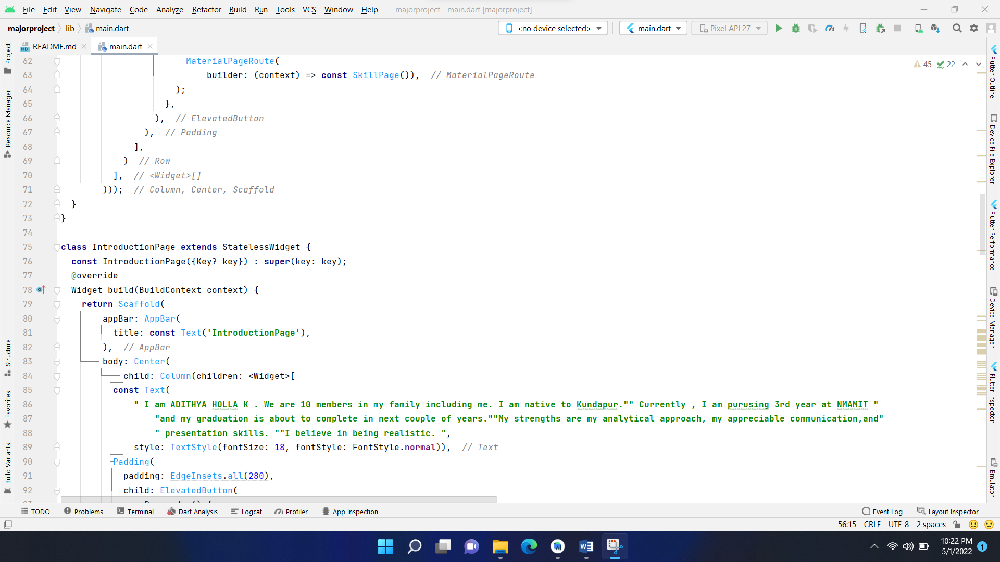 File Edit View Navigate Code Analyze Refactor Build Run Tools VCS Window Help majorproject - main.dart [majorproject]
majorproject lib main.dart <no device selected> main.dart Pixel API 27
README.md main.dart
45 22
62 MaterialPageRoute(
63 builder: (context) => const SkillPage()), // MaterialPageRoute
64 );
65 },
66 ), // ElevatedButton
67 ), // Padding
68 ],
69 ) // Row
70 ], // <Widget>[]
71 ))); // Column, Center, Scaffold
72 }
73 }
74
75 class IntroductionPage extends StatelessWidget {
76 const IntroductionPage({Key? key}) : super(key: key);
77 @override
78 Widget build(BuildContext context) {
79 return Scaffold(
80 appBar: AppBar(
81 title: const Text('IntroductionPage'),
82 ), // AppBar
83 body: Center(
84 child: Column(children: <Widget>[
85 const Text(
86 " I am ADITHYA HOLLA K . We are 10 members in my family including me. I am native to Kundapur."" Currently , I am purusing 3rd year at NMAMIT "
87 "and my graduation is about to complete in next couple of years.""My strengths are my analytical approach, my appreciable communication,and"
88 " presentation skills. ""I believe in being realistic. ",
89 style: TextStyle(fontSize: 18, fontStyle: FontStyle.normal)), // Text
90 Padding(
91 padding: EdgeInsets.all(280),
92 child: ElevatedButton(
Project
Resource Manager
Structure
Favorites
Build Variants
Flutter Outline
Device File Explorer
Flutter Performance
Device Manager
Flutter Inspector
Emulator
TODO Problems Terminal Dart Analysis Logcat Profiler App Inspection Event Log Layout Inspector
56:15 CRLF UTF-8 2 spaces
10:22 PM
5/1/2022
1